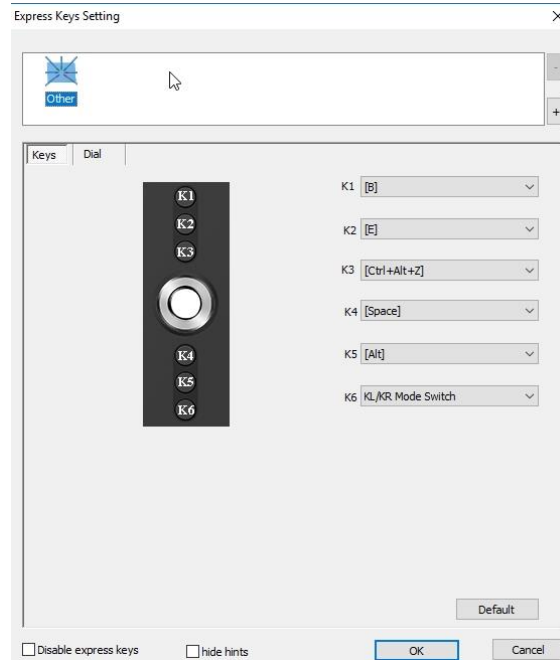 Express Keys Setting
Other
-
+
Keys Dial
K1
K2
K3
K4
K5
K6
K1 [B]
K2 [E]
K3 [Ctrl+Alt+Z]
K4 [Space]
K5 [Alt]
K6 KL/KR Mode Switch
Default
Disable express keys hide hints OK Cancel